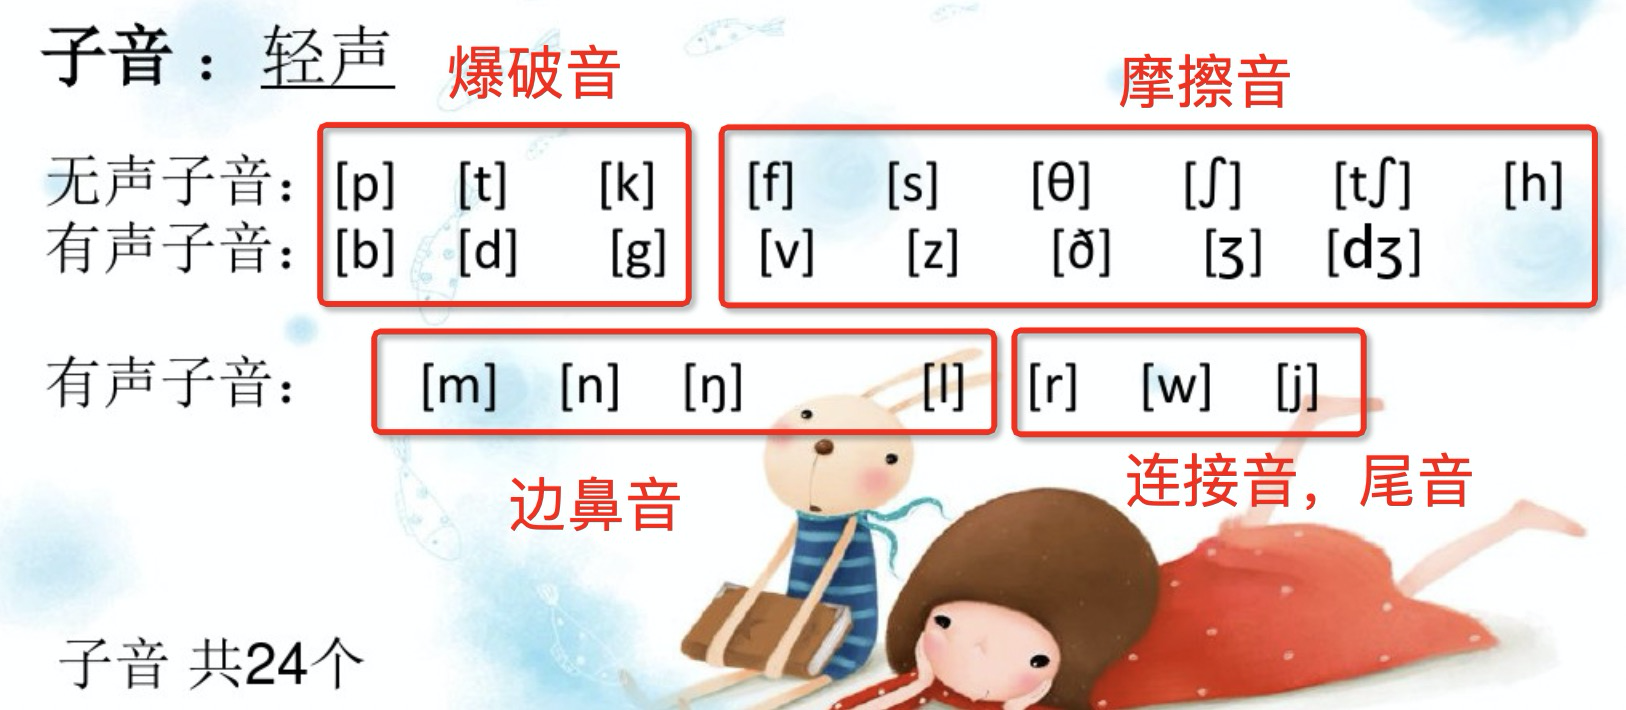 子音： 轻声 爆破音 摩擦音
无声子音： [p] [t] [k] [f] [s] [θ] [ʃ] [tʃ] [h]
有声子音： [b] [d] [g] [v] [z] [ð] [ʒ] [dʒ]
有声子音： [m] [n] [ŋ] [l] [r] [w] [j]
边鼻音 连接音，尾音
子音 共24个